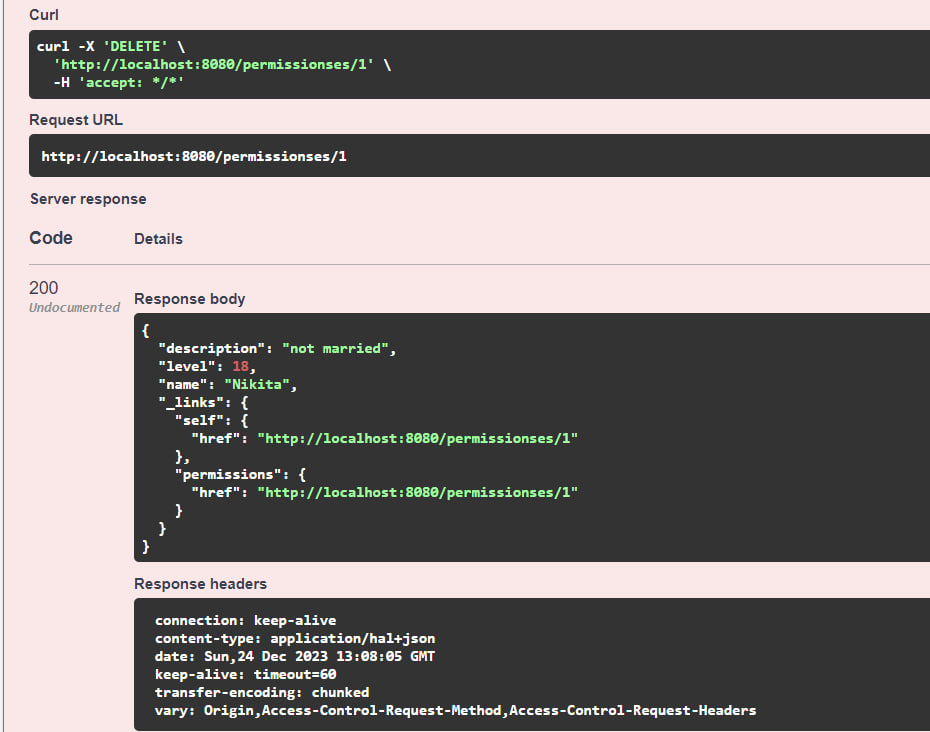 Curl
curl -X 'DELETE' \
  'http://localhost:8080/permissionses/1' \
  -H 'accept: */*'
Request URL
http://localhost:8080/permissionses/1
Server response
Code Details
200
Undocumented
Response body
{
  "description": "not married",
  "level": 18,
  "name": "Nikita",
  "_links": {
    "self": {
      "href": "http://localhost:8080/permissionses/1"
    },
    "permissions": {
      "href": "http://localhost:8080/permissionses/1"
    }
  }
}
Response headers
connection: keep-alive
content-type: application/hal+json
date: Sun,24 Dec 2023 13:08:05 GMT
keep-alive: timeout=60
transfer-encoding: chunked
vary: Origin,Access-Control-Request-Method,Access-Control-Request-Headers